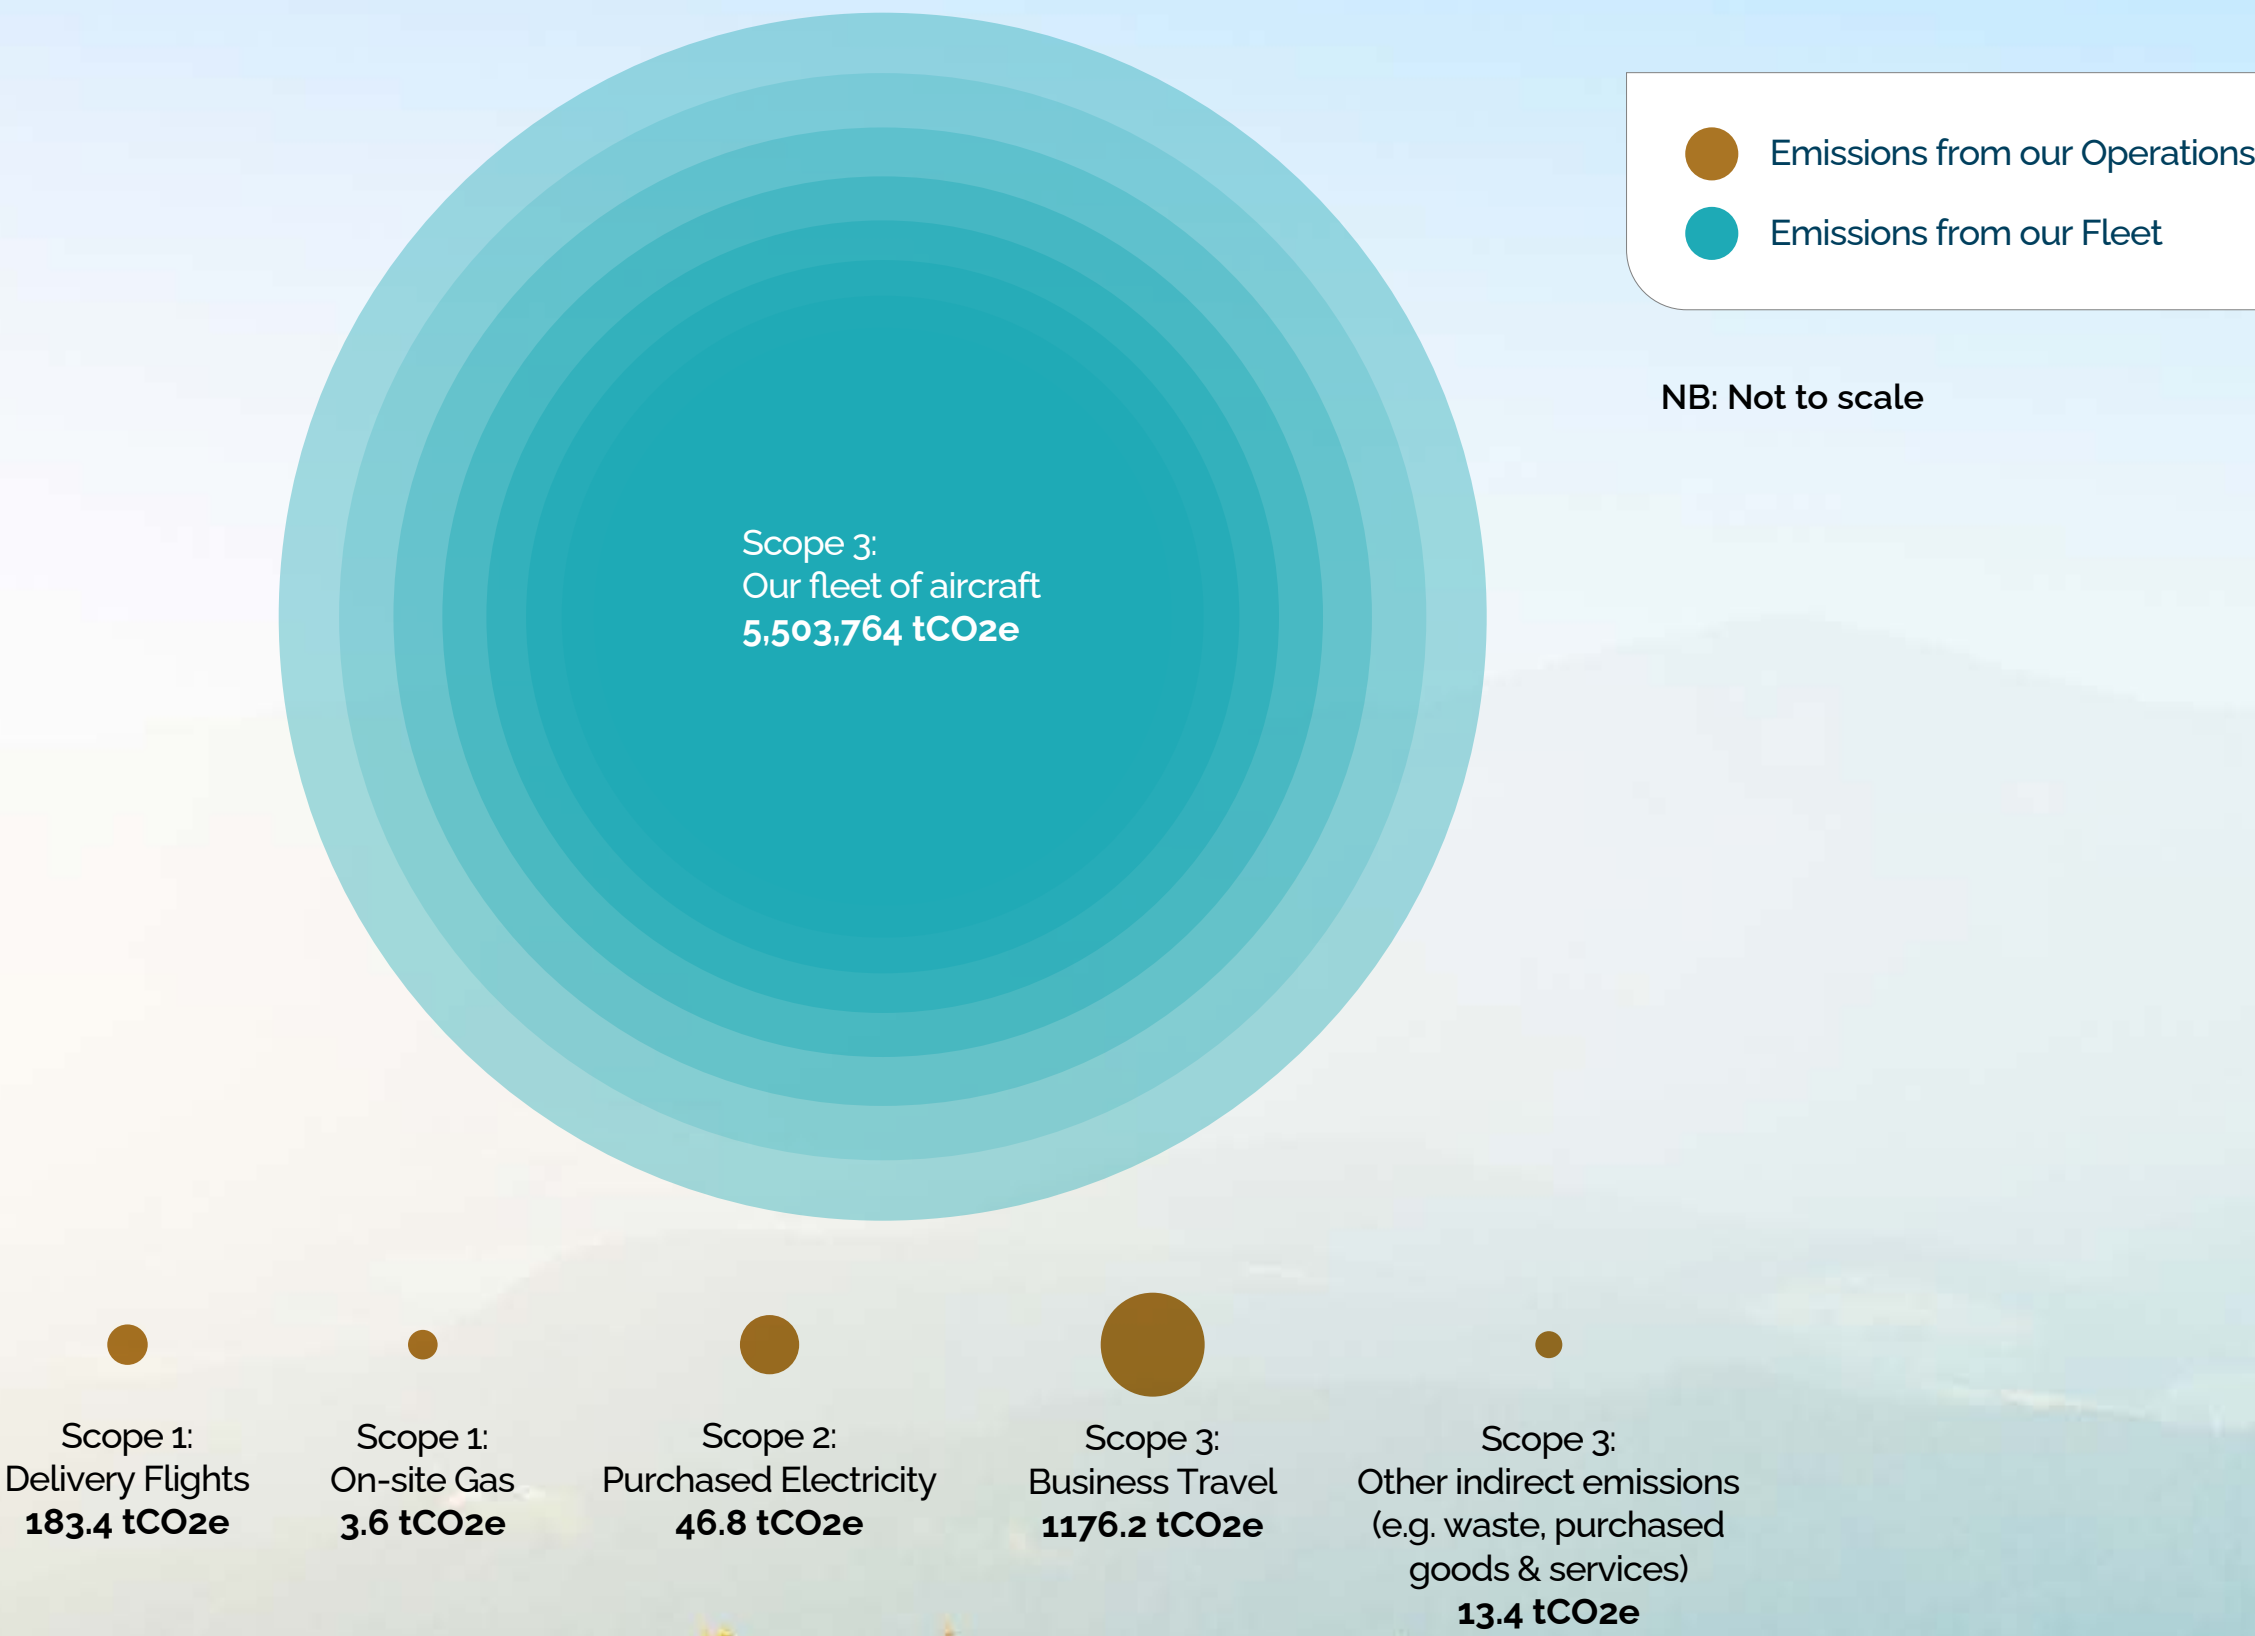 Emissions from our Operations
Emissions from our Fleet
NB: Not to scale
Scope 3:
Our fleet of aircraft
5,503,764 tCO2e
Scope 1:
Delivery Flights
183.4 tCO2e
Scope 1:
On-site Gas
3.6 tCO2e
Scope 2:
Purchased Electricity
46.8 tCO2e
Scope 3:
Business Travel
1176.2 tCO2e
Scope 3:
Other indirect emissions
(e.g. waste, purchased
goods & services)
13.4 tCO2e